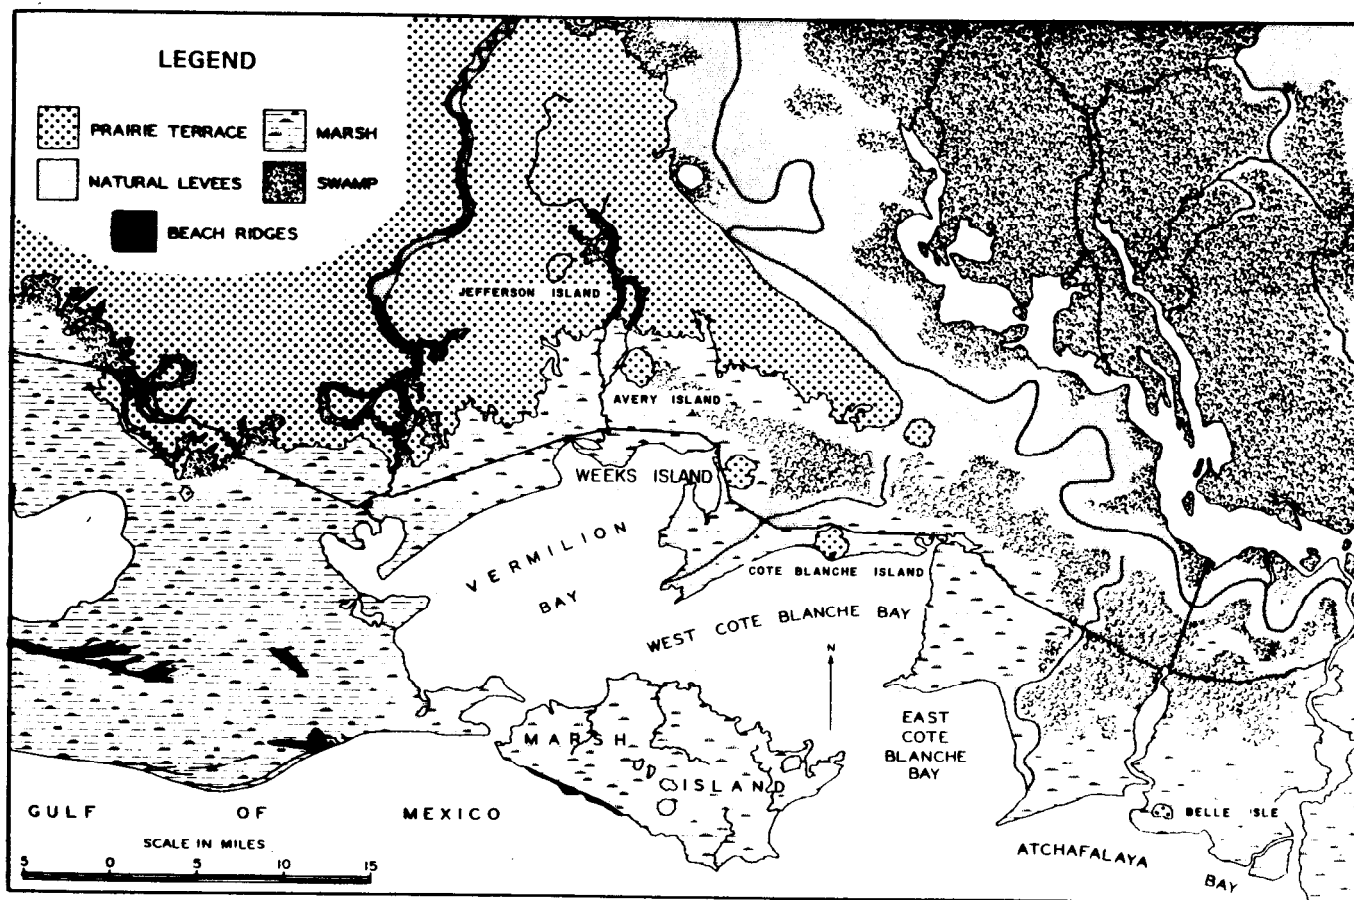 LEGEND
PRAIRIE TERRACE
MARSH
NATURAL LEVEES
SWAMP
BEACH RIDGES
JEFFERSON ISLAND
AVERY ISLAND
WEEKS ISLAND
VERMILION
BAY
COTE BLANCHE ISLAND
WEST COTE BLANCHE BAY
N
EAST
COTE
BLANCHE
BAY
MARSH
ISLAND
GULF OF MEXICO
BELLE ISLE
ATCHAFALAYA
BAY
SCALE IN MILES
5 0 5 10 15